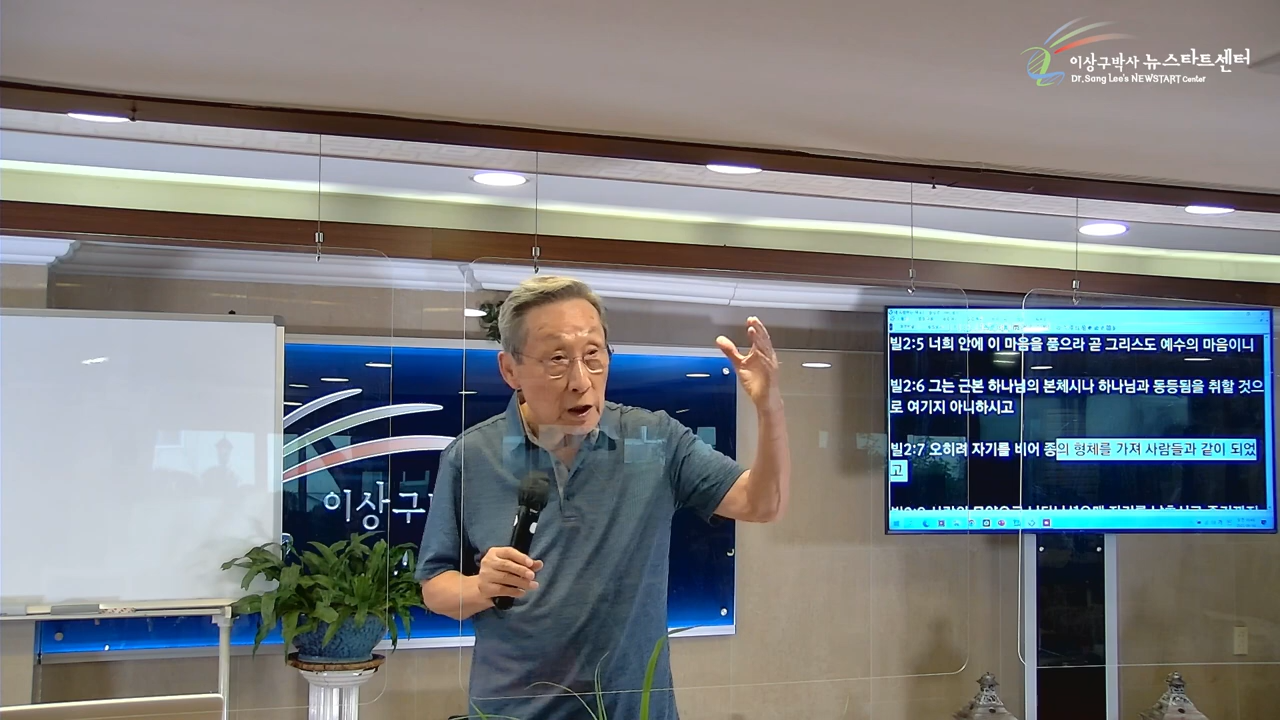 이상구박사 뉴스타트센터
Dr. Sang Lee's NEWSTART Center
빌2:5 너희 안에 이 마음을 품으라 곧 그리스도 예수의 마음이니
빌2:6 그는 근본 하나님의 본체시나 하나님과 동등됨을 취할 것으
로 여기지 아니하시고
빌2:7 오히려 자기를 비어 종의 형체를 가져 사람들과 같이 되었
고
이상구